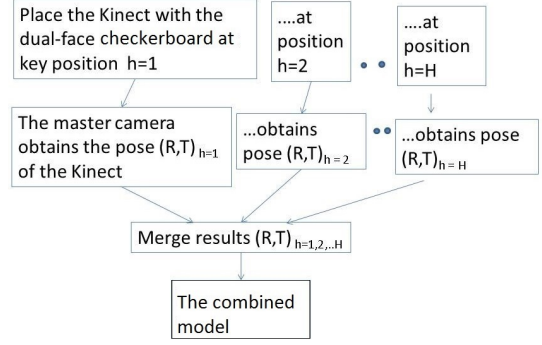 Place the Kinect with the
dual-face checkerboard at
key position h=1
....at
position
h=2
....at
position
h=H
The master camera
obtains the pose (R,T) h=1
of the Kinect
...obtains
pose (R,T)h = 2
...obtains pose
(R,T)h = H
Merge results (R,T) h=1,2,..H
The combined
model